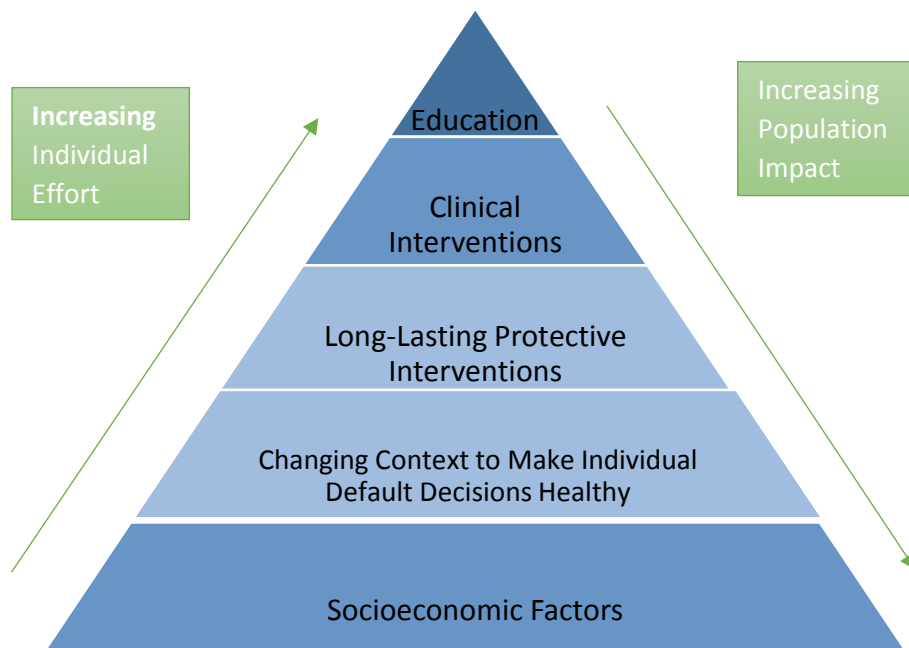 Increasing
Individual
Effort
Increasing
Population
Impact
Education
Clinical
Interventions
Long-Lasting Protective
Interventions
Changing Context to Make Individual
Default Decisions Healthy
Socioeconomic Factors